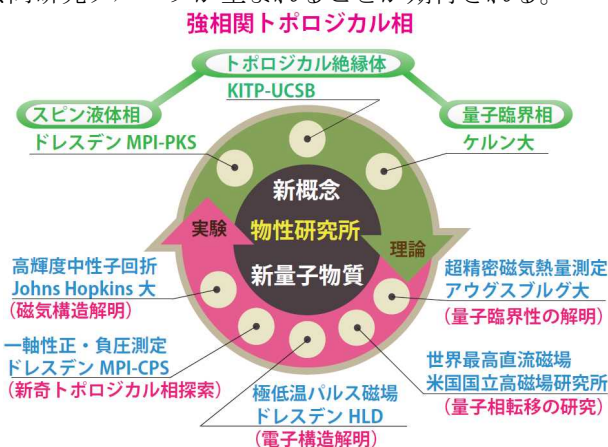 強相関トポロジカル相
トポロジカル絶縁体
KITP-UCSB
スピン液体相
ドレスデン MPI-PKS
量子臨界相
ケルン大
新概念
物性研究所
新量子物質
実験
理論
高輝度中性子回折
Johns Hopkins 大
(磁気構造解明)
一軸性正・負圧測定
ドレスデン MPI-CPS
(新奇トポロジカル相探索)
極低温パルス磁場
ドレスデン HLD
(電子構造解明)
世界最高直流磁場
米国国立高磁場研究所
(量子相転移の研究)
超精密磁気熱量測定
アウグスブルグ大
(量子臨界性の解明)